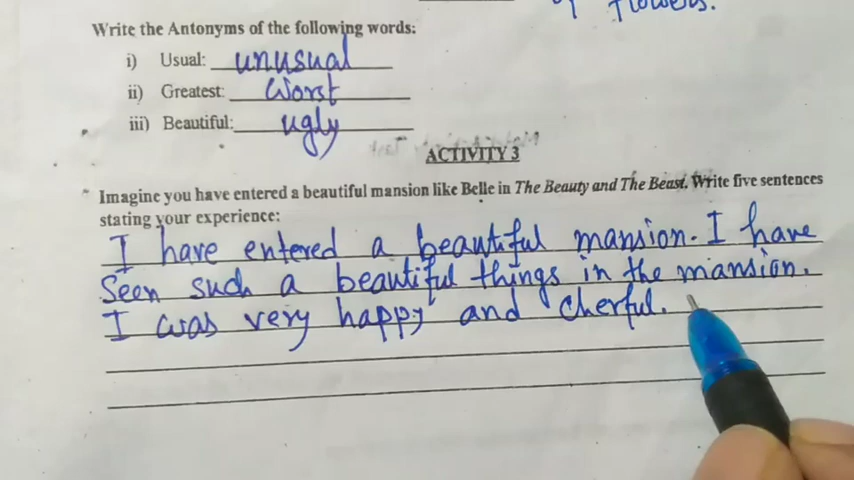 flowers.
Write the Antonyms of the following words:
i) Usual: unusual
ii) Greatest: Worst
iii) Beautiful: ugly
ACTIVITY 3
Imagine you have entered a beautiful mansion like Belle in The Beauty and The Beast. Write five sentences
stating your experience:
I have entered a beautiful mansion. I have
Seen such a beautiful things in the mansion.
I was very happy and cherful.